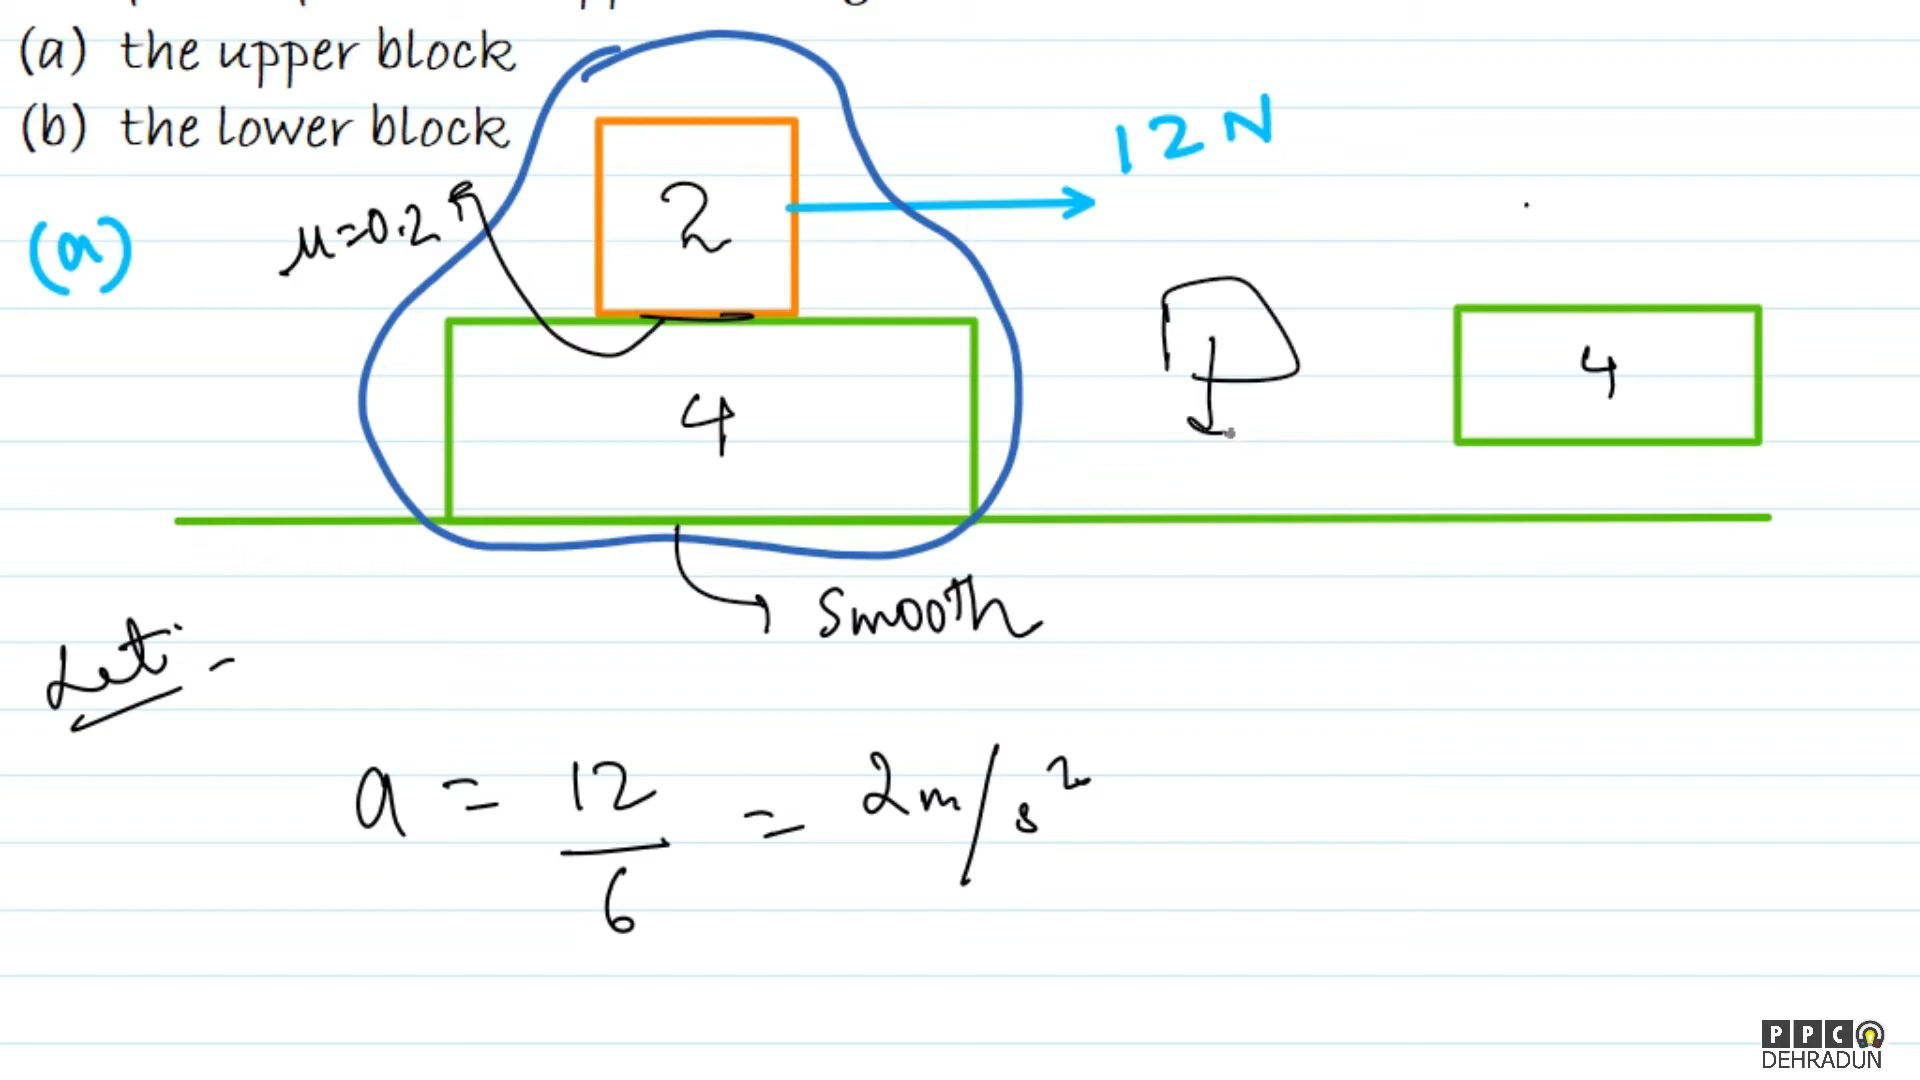 (a) the upper block
(b) the lower block
12 N
(a)
μ=0.2
2
4
4
smooth
Let -
a = 12/6 = 2m/s²
PPC
DEHRADUN